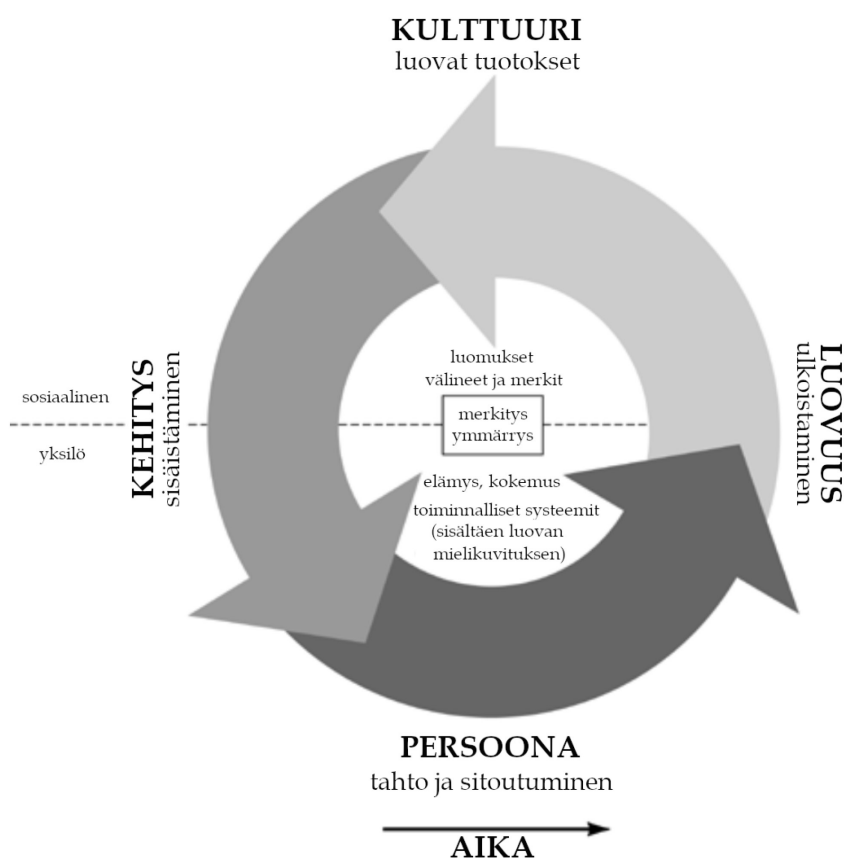 KULTTUURI
luovat tuotokset
luomukset
välineet ja merkit
merkitys
ymmärrys
sosiaalinen
yksilö
KEHITYS
sisäistäminen
LUOVUUS
ulkoistaminen
elämys, kokemus
toiminnalliset systeemit
(sisältäen luovan
mielikuvituksen)
PERSOONA
tahto ja sitoutuminen
AIKA